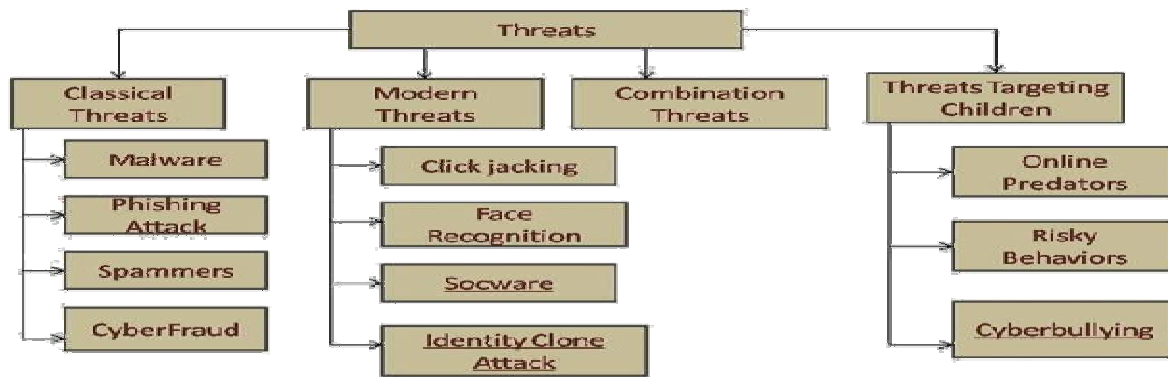 Threats
Classical
Threats
Malware
Phishing
Attack
Spammers
CyberFraud
Modern
Threats
Click jacking
Face
Recognition
Socware
Identity Clone
Attack
Combination
Threats
Threats Targeting
Children
Online
Predators
Risky
Behaviors
Cyberbullying